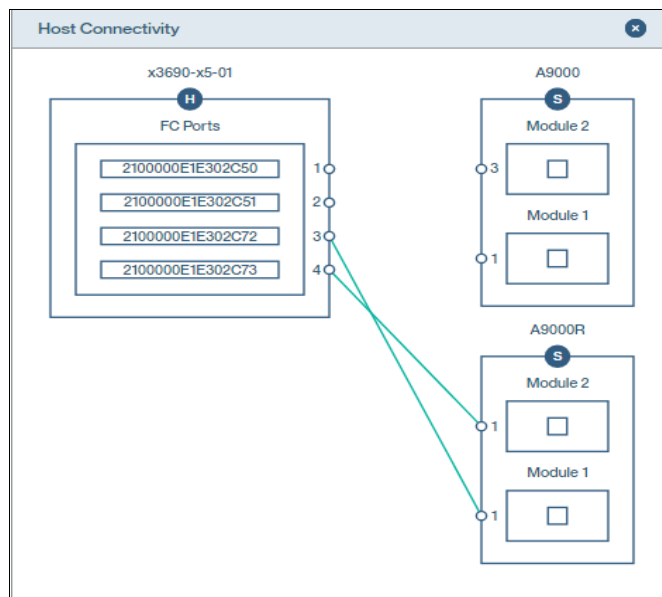 Host Connectivity
x3690-x5-01
H
FC Ports
2100000E1E302C50 1
2100000E1E302C51 2
2100000E1E302C72 3
2100000E1E302C73 4
A9000
S
Module 2
3
Module 1
1
A9000R
S
Module 2
1
Module 1
1